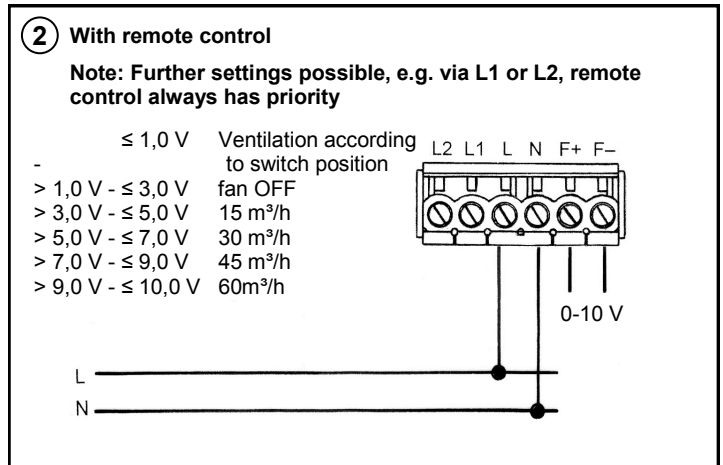 2 With remote control
Note: Further settings possible, e.g. via L1 or L2, remote
control always has priority
≤ 1,0 V Ventilation according
- to switch position
> 1,0 V - ≤ 3,0 V fan OFF
> 3,0 V - ≤ 5,0 V 15 m³/h
> 5,0 V - ≤ 7,0 V 30 m³/h
> 7,0 V - ≤ 9,0 V 45 m³/h
> 9,0 V - ≤ 10,0 V 60m³/h
L2 L1 L N F+ F–
0-10 V
L
N